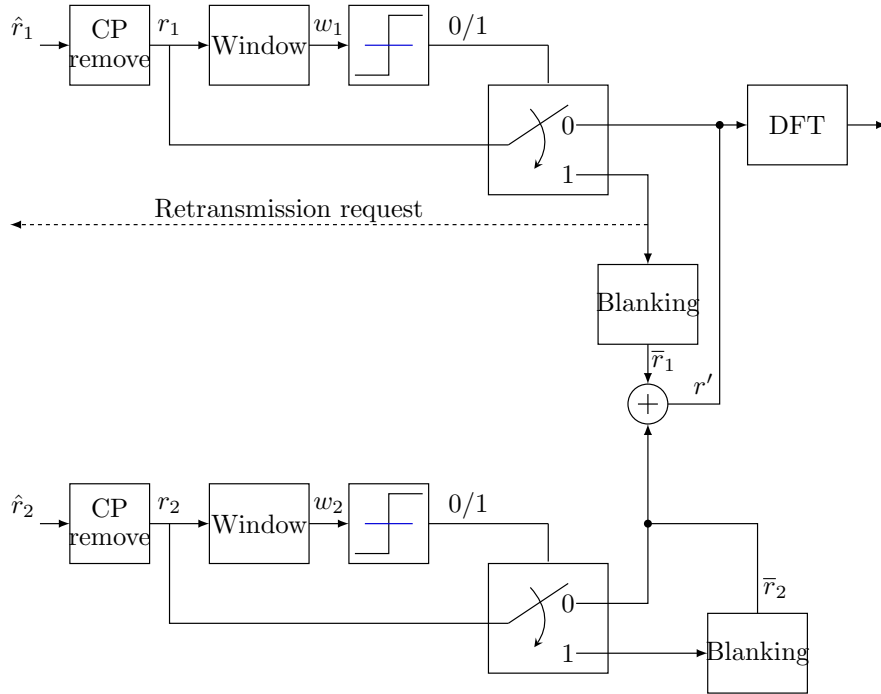 r̂₁
CP
remove
r₁
Window
w₁
0/1
0
1
DFT
Retransmission request
Blanking
r̅₁
+
r′
r̂₂
CP
remove
r₂
Window
w₂
0/1
0
1
r̅₂
Blanking